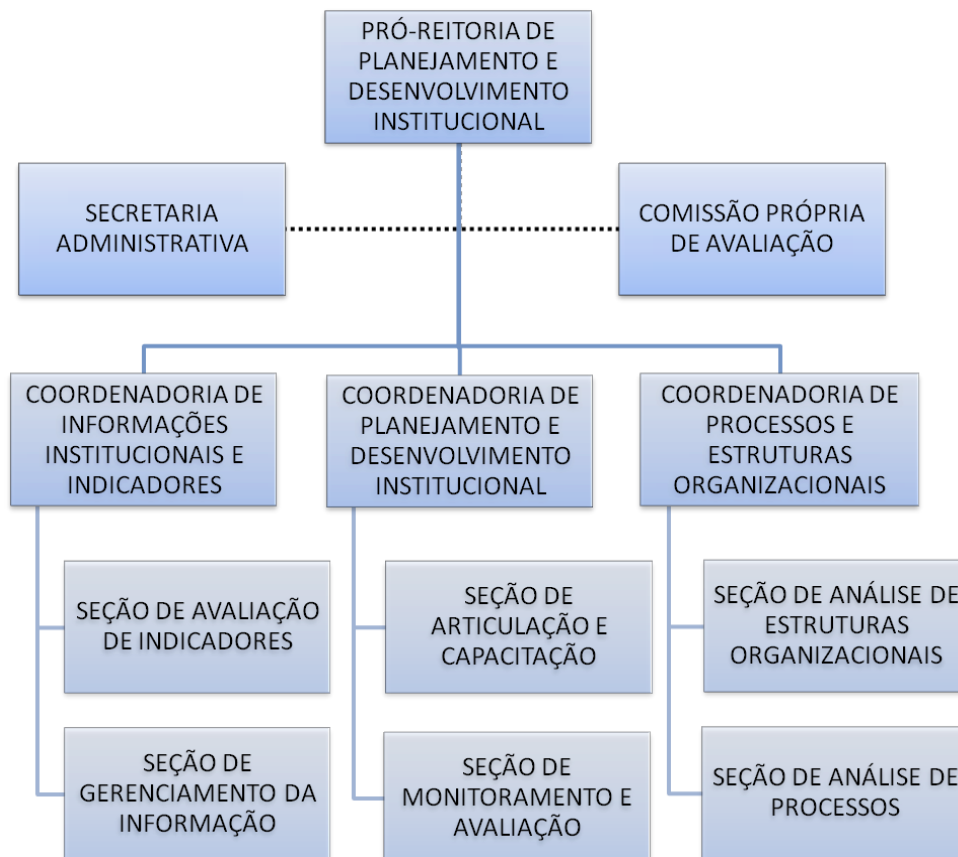 PRÓ-REITORIA DE
PLANEJAMENTO E
DESENVOLVIMENTO
INSTITUCIONAL
SECRETARIA
ADMINISTRATIVA
COMISSÃO PRÓPRIA
DE AVALIAÇÃO
COORDENADORIA DE
INFORMAÇÕES
INSTITUCIONAIS E
INDICADORES
COORDENADORIA DE
PLANEJAMENTO E
DESENVOLVIMENTO
INSTITUCIONAL
COORDENADORIA DE
PROCESSOS E
ESTRUTURAS
ORGANIZACIONAIS
SEÇÃO DE AVALIAÇÃO
DE INDICADORES
SEÇÃO DE
ARTICULAÇÃO E
CAPACITAÇÃO
SEÇÃO DE ANÁLISE DE
ESTRUTURAS
ORGANIZACIONAIS
SEÇÃO DE
GERENCIAMENTO DA
INFORMAÇÃO
SEÇÃO DE
MONITORAMENTO E
AVALIAÇÃO
SEÇÃO DE ANÁLISE DE
PROCESSOS